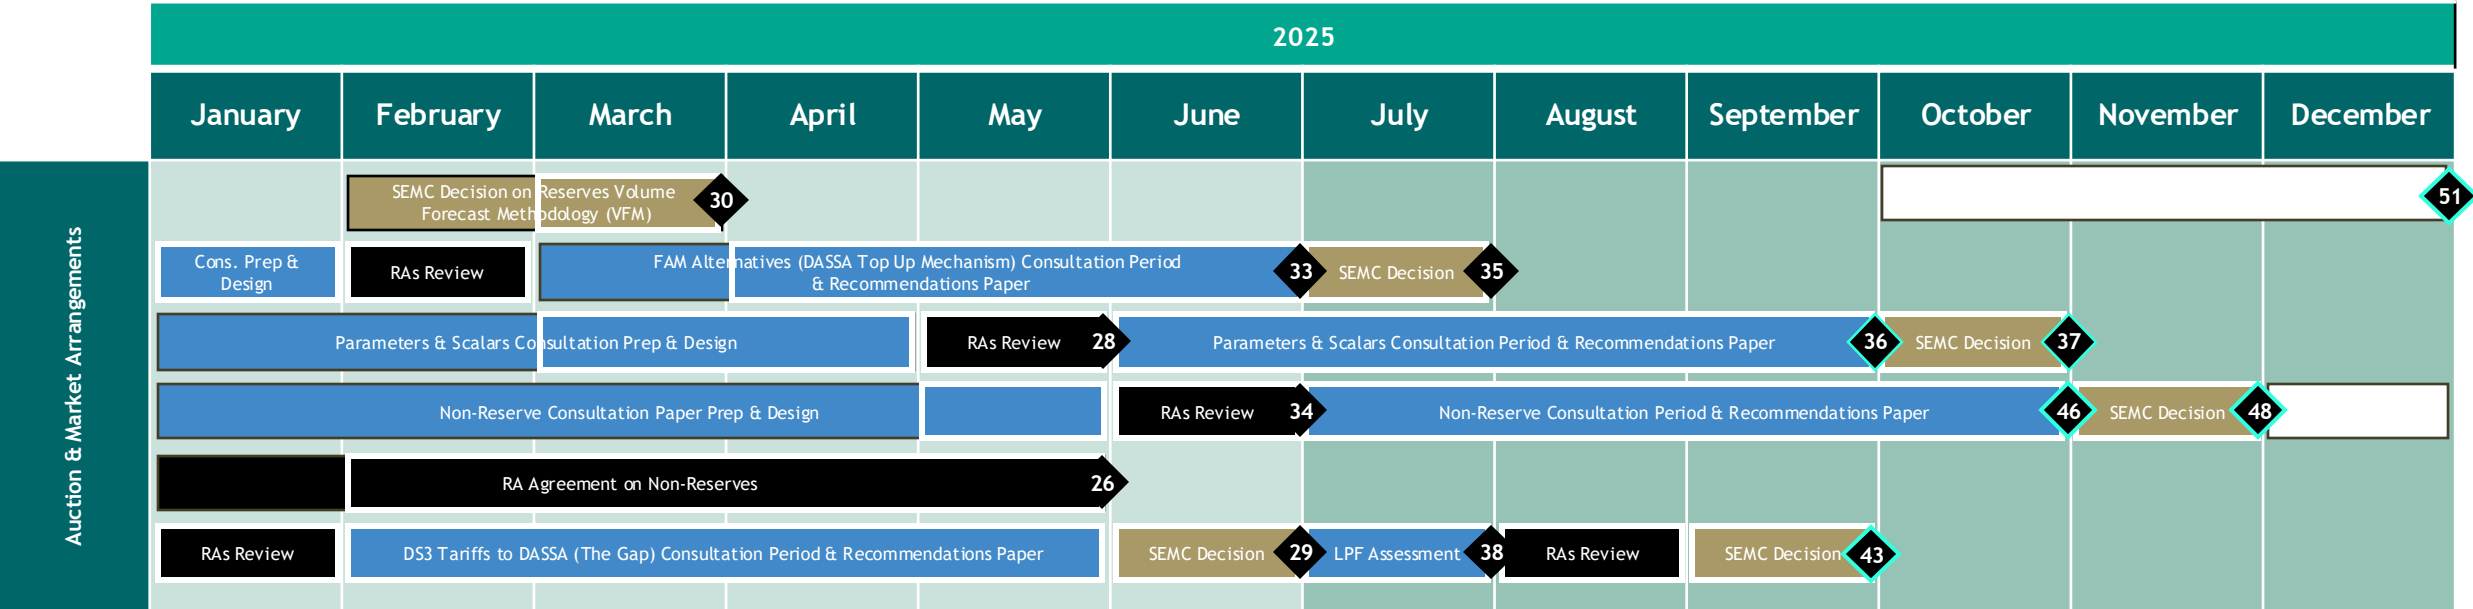 2025
January February March April May June July August September October November December
Auction & Market Arrangements
SEMC Decision on Reserves Volume
Forecast Methodology (VFM)
30
51
Cons. Prep &
Design
RAs Review
FAM Alternatives (DASSA Top Up Mechanism) Consultation Period
& Recommendations Paper
33
SEMC Decision
35
Parameters & Scalars Consultation Prep & Design
RAs Review
28
Parameters & Scalars Consultation Period & Recommendations Paper
36
SEMC Decision
37
Non-Reserve Consultation Paper Prep & Design
RAs Review
34
Non-Reserve Consultation Period & Recommendations Paper
46
SEMC Decision
48
RA Agreement on Non-Reserves
26
RAs Review
DS3 Tariffs to DASSA (The Gap) Consultation Period & Recommendations Paper
SEMC Decision
29
LPF Assessment
38
RAs Review
SEMC Decision
43